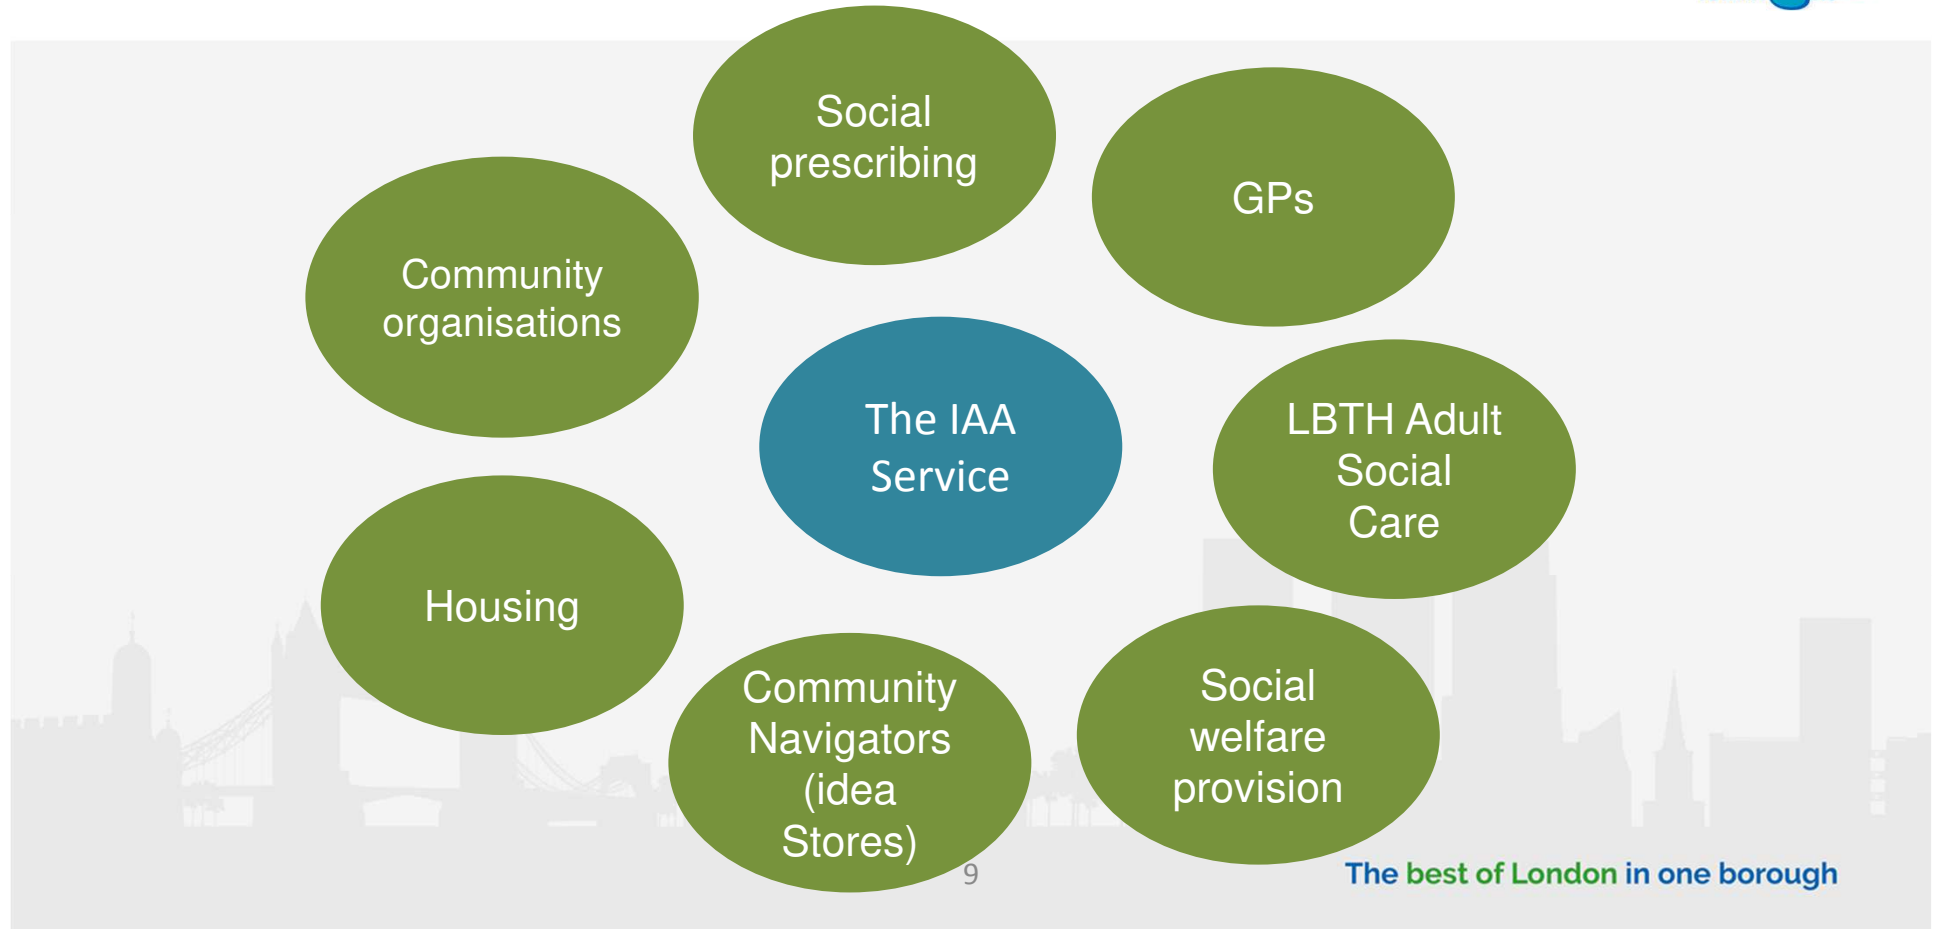 Social
prescribing
GPs
Community
organisations
The IAA
Service
LBTH Adult
Social
Care
Housing
Community
Navigators
(idea
Stores)
Social
welfare
provision
9
The best of London in one borough